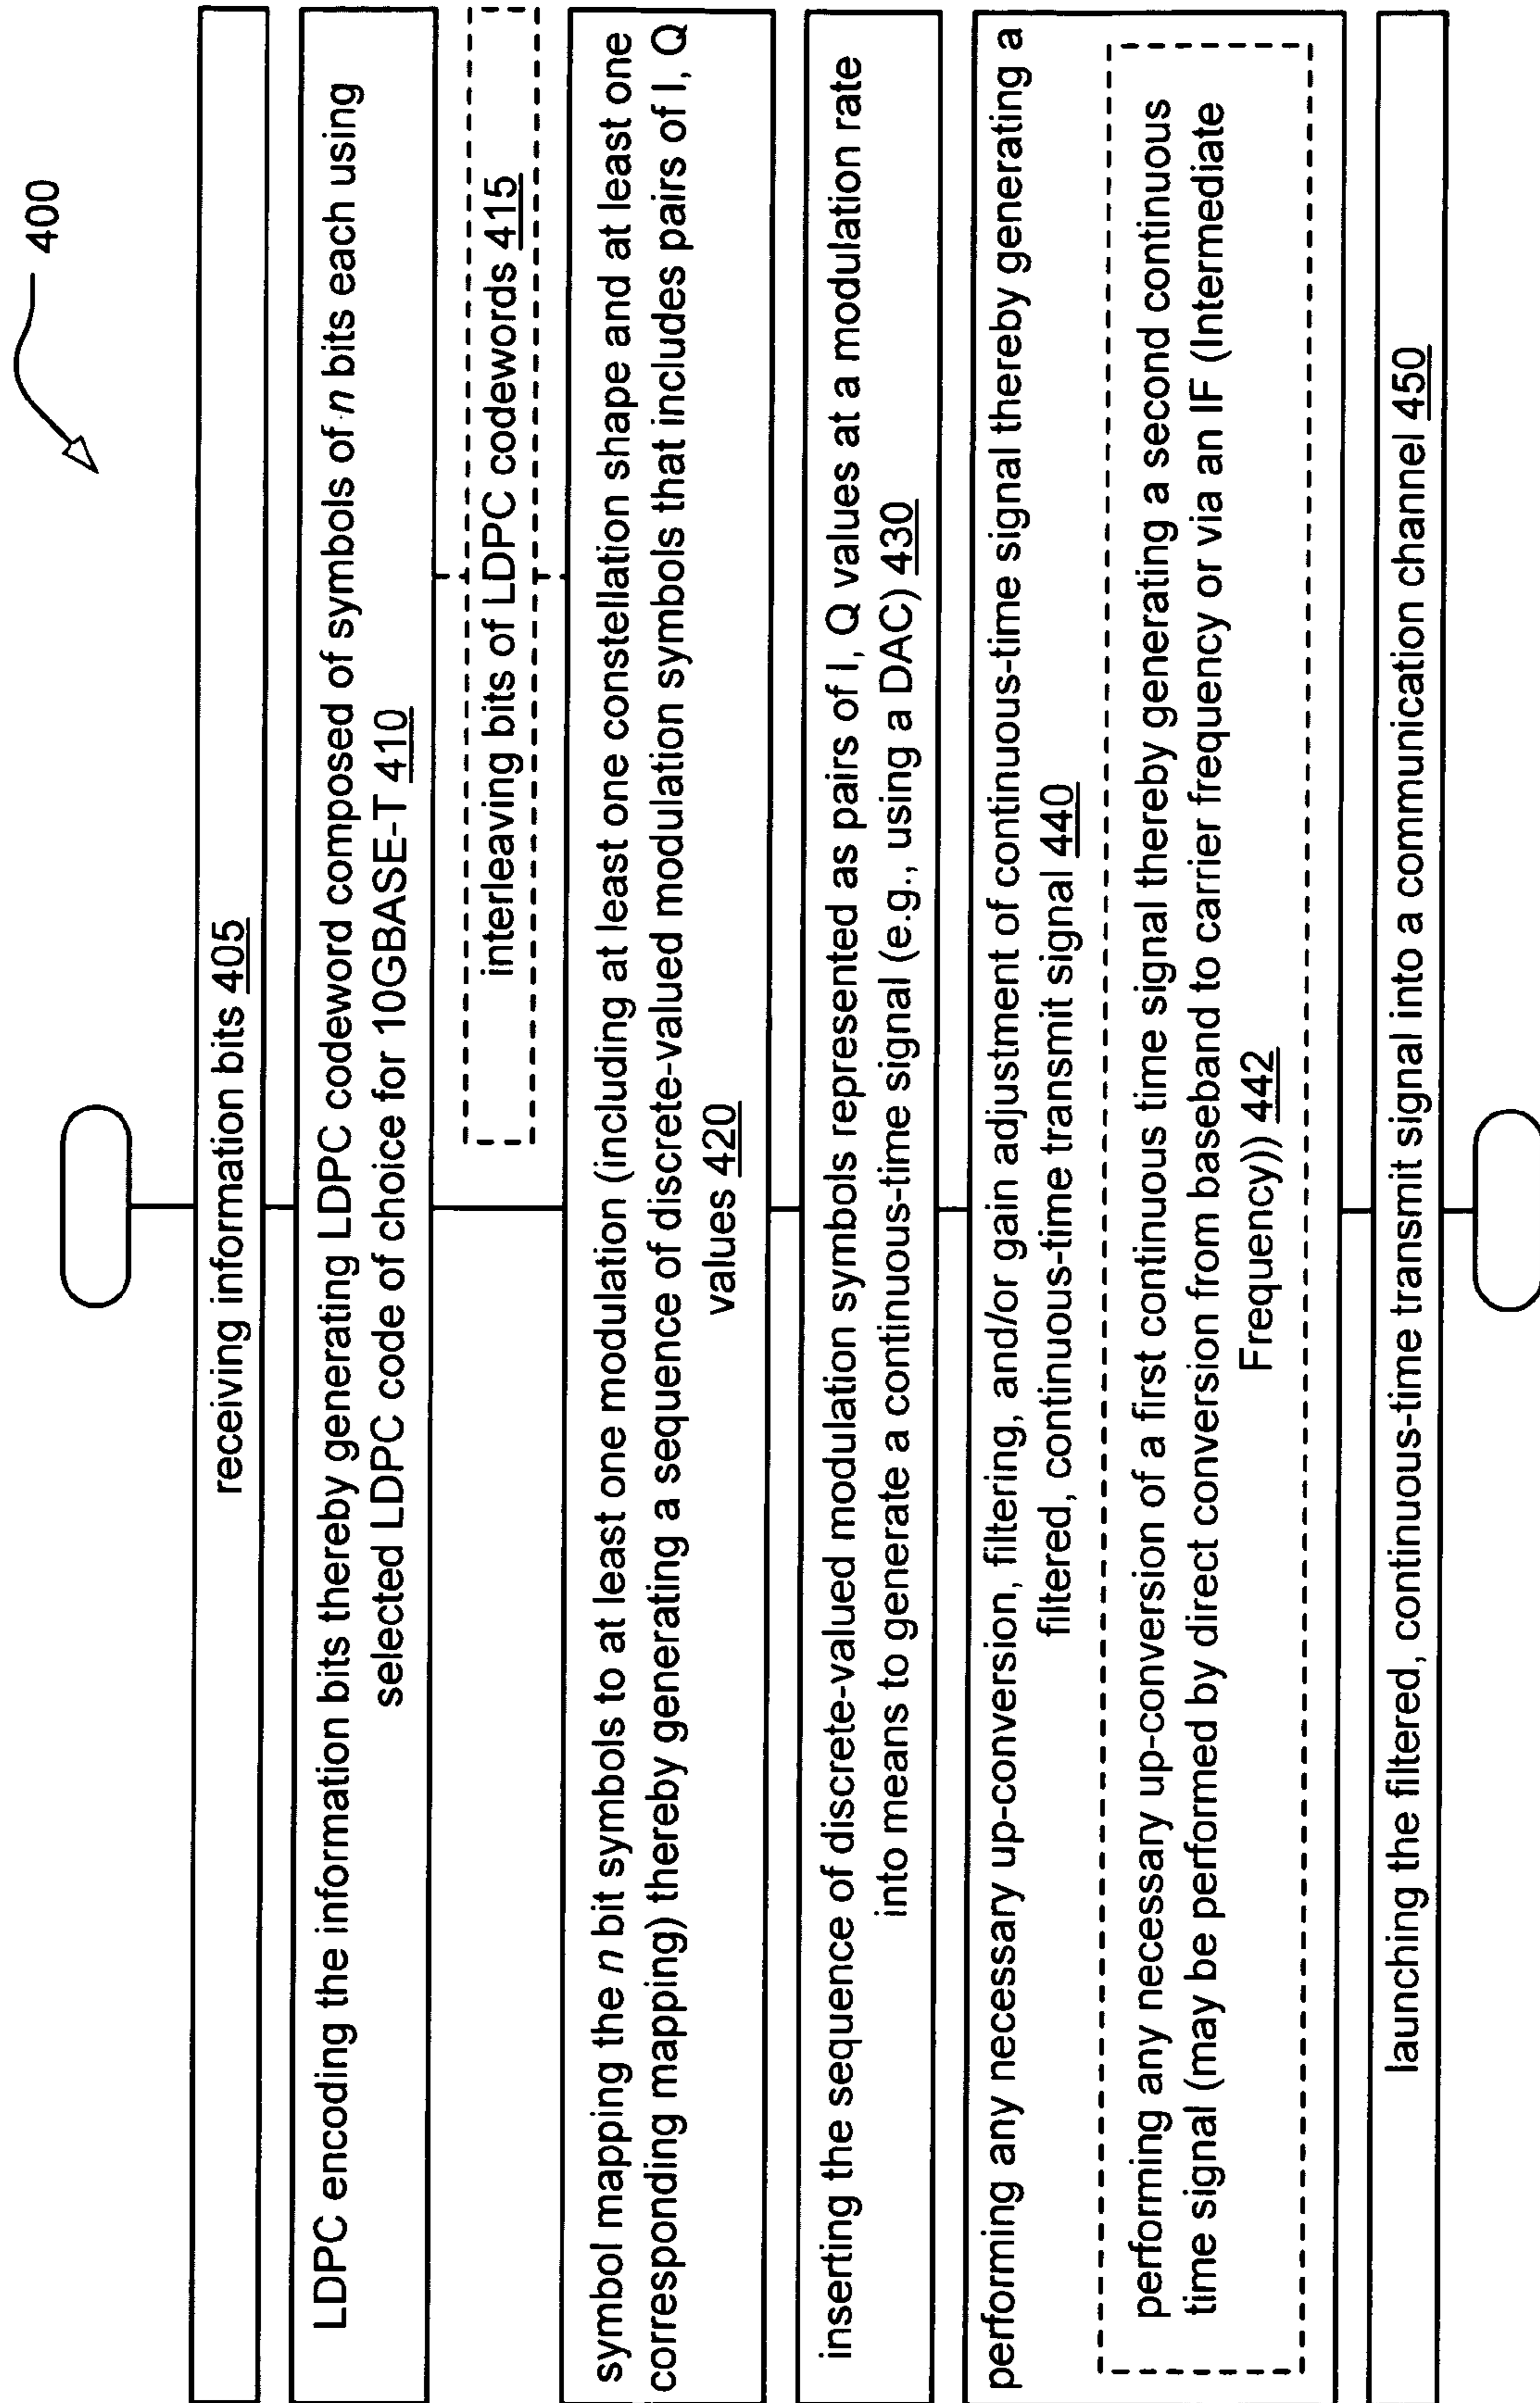 400
receiving information bits 405
LDPC encoding the information bits thereby generating LDPC codeword composed of symbols of n bits each using
selected LDPC code of choice for 10GBASE-T 410
interleaving bits of LDPC codewords 415
symbol mapping the n bit symbols to at least one modulation (including at least one constellation shape and at least one
corresponding mapping) thereby generating a sequence of discrete-valued modulation symbols that includes pairs of I, Q
values 420
inserting the sequence of discrete-valued modulation symbols represented as pairs of I, Q values at a modulation rate
into means to generate a continuous-time signal (e.g., using a DAC) 430
performing any necessary up-conversion, filtering, and/or gain adjustment of continuous-time signal thereby generating a
filtered, continuous-time transmit signal 440
performing any necessary up-conversion of a first continuous time signal thereby generating a second continuous
time signal (may be performed by direct conversion from baseband to carrier frequency or via an IF (Intermediate
Frequency)) 442
launching the filtered, continuous-time transmit signal into a communication channel 450